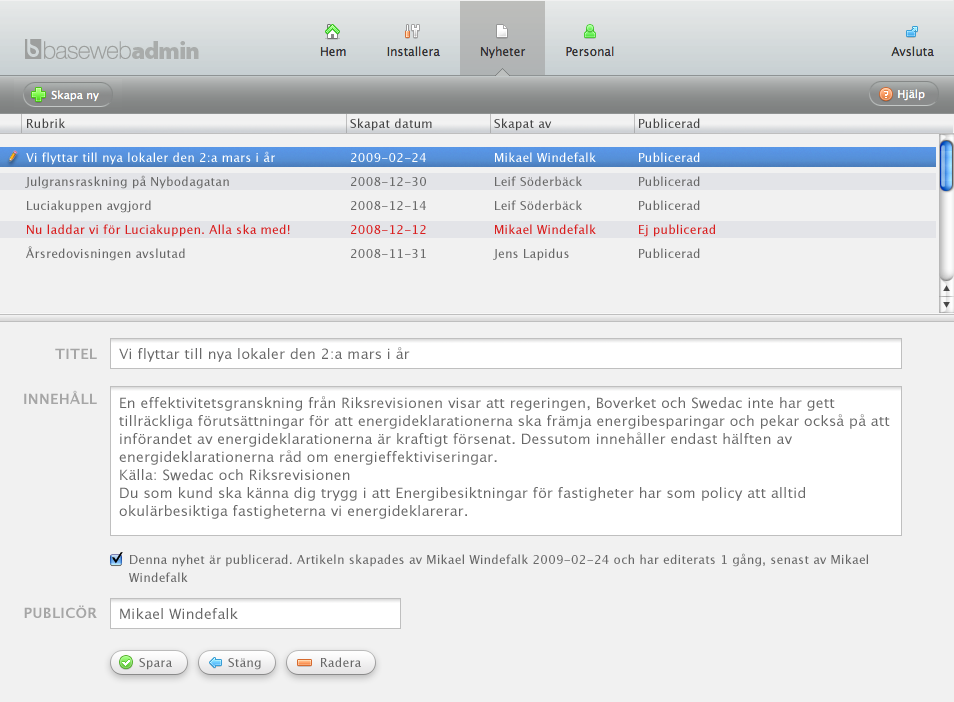 basewebadmin
Hem
Installera
Nyheter
Personal
Avsluta
Skapa ny
Hjälp
Rubrik Skapat datum Skapat av Publicerad
Vi flyttar till nya lokaler den 2:a mars i år 2009-02-24 Mikael Windefalk Publicerad
Julgransraskning på Nybodagatan 2008-12-30 Leif Söderbäck Publicerad
Luciakuppen avgjord 2008-12-14 Leif Söderbäck Publicerad
Nu laddar vi för Luciakuppen. Alla ska med! 2008-12-12 Mikael Windefalk Ej publicerad
Årsredovisningen avslutad 2008-11-31 Jens Lapidus Publicerad
TITEL Vi flyttar till nya lokaler den 2:a mars i år
INNEHÅLL
En effektivitetsgranskning från Riksrevisionen visar att regeringen, Boverket och Swedac inte har gett
tillräckliga förutsättningar för att energideklarationerna ska främja energibesparingar och pekar också på att
införandet av energideklarationerna är kraftigt försenat. Dessutom innehåller endast hälften av
energideklarationerna råd om energieffektiviseringar.
Källa: Swedac och Riksrevisionen
Du som kund ska känna dig trygg i att Energibesiktningar för fastigheter har som policy att alltid
okulärbesiktiga fastigheterna vi energideklarerar.
Denna nyhet är publicerad. Artikeln skapades av Mikael Windefalk 2009-02-24 och har editerats 1 gång, senast av Mikael
Windefalk
PUBLICÖR Mikael Windefalk
Spara
Stäng
Radera